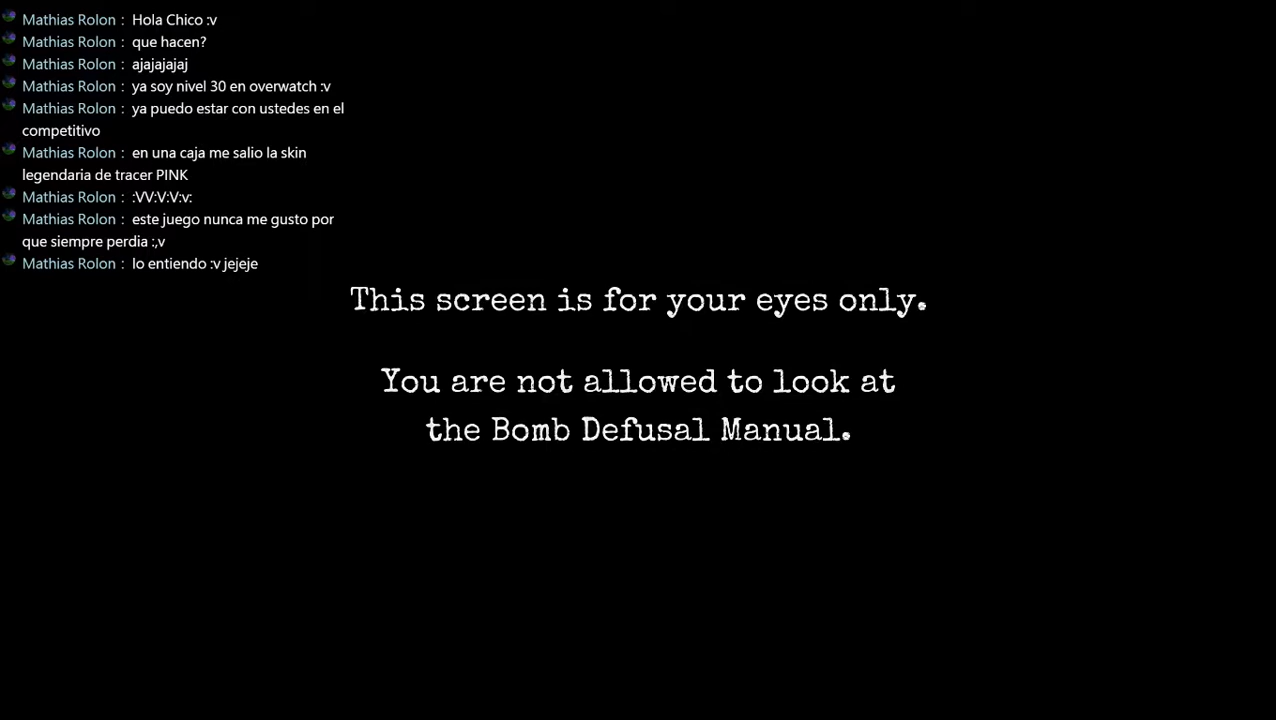 Mathias Rolon : Hola Chico :v
Mathias Rolon : que hacen?
Mathias Rolon : ajajajajaj
Mathias Rolon : ya soy nivel 30 en overwatch :v
Mathias Rolon : ya puedo estar con ustedes en el
competitivo
Mathias Rolon : en una caja me salio la skin
legendaria de tracer PINK
Mathias Rolon : :VV:V:V:v:
Mathias Rolon : este juego nunca me gusto por
que siempre perdia :,v
Mathias Rolon : lo entiendo :v jejeje
This screen is for your eyes only.
You are not allowed to look at
the Bomb Defusal Manual.